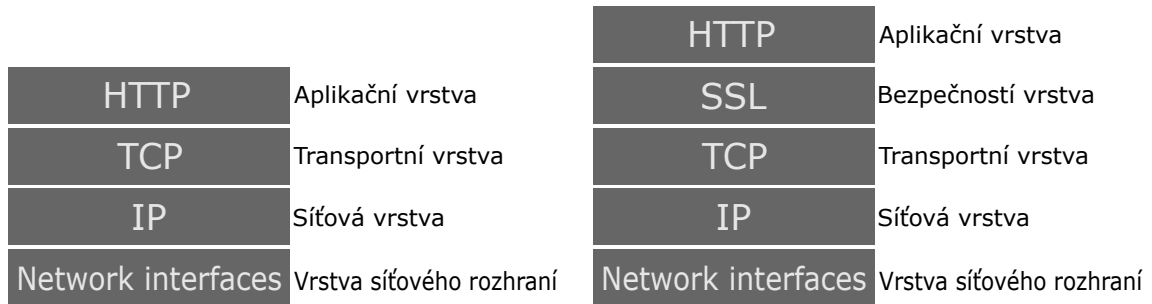 HTTP Aplikační vrstva
TCP Transportní vrstva
IP Síťová vrstva
Network interfaces Vrstva síťového rozhraní
HTTP Aplikační vrstva
SSL Bezpečností vrstva
TCP Transportní vrstva
IP Síťová vrstva
Network interfaces Vrstva síťového rozhraní